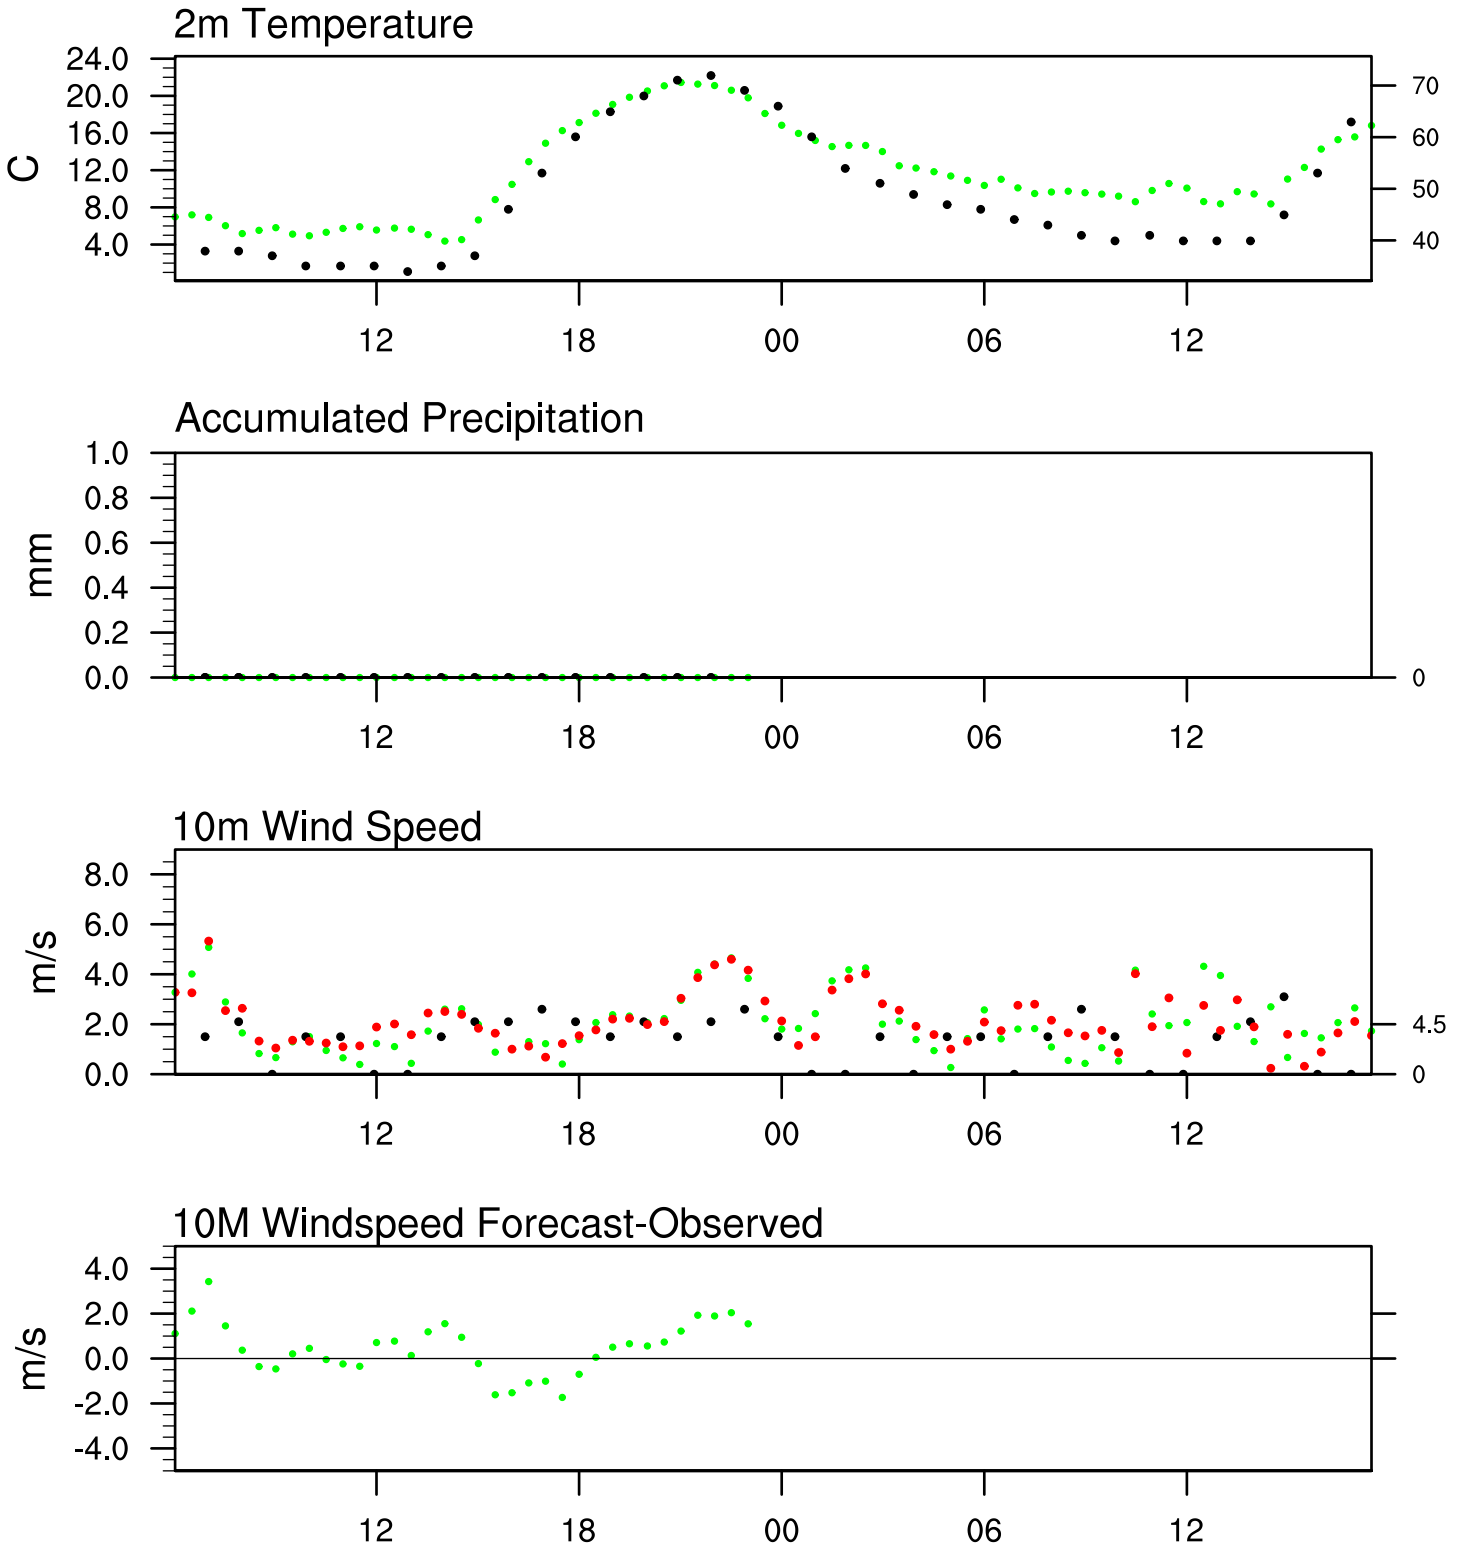 2m Temperature
24.0
20.0
16.0
12.0
8.0
4.0
C
70
60
50
40
12 18 00 06 12
Accumulated Precipitation
1.0
0.8
0.6
0.4
0.2
0.0
mm
0
12 18 00 06 12
10m Wind Speed
8.0
6.0
4.0
2.0
0.0
m/s
4.5
0
12 18 00 06 12
10M Windspeed Forecast-Observed
4.0
2.0
0.0
-2.0
-4.0
m/s
12 18 00 06 12